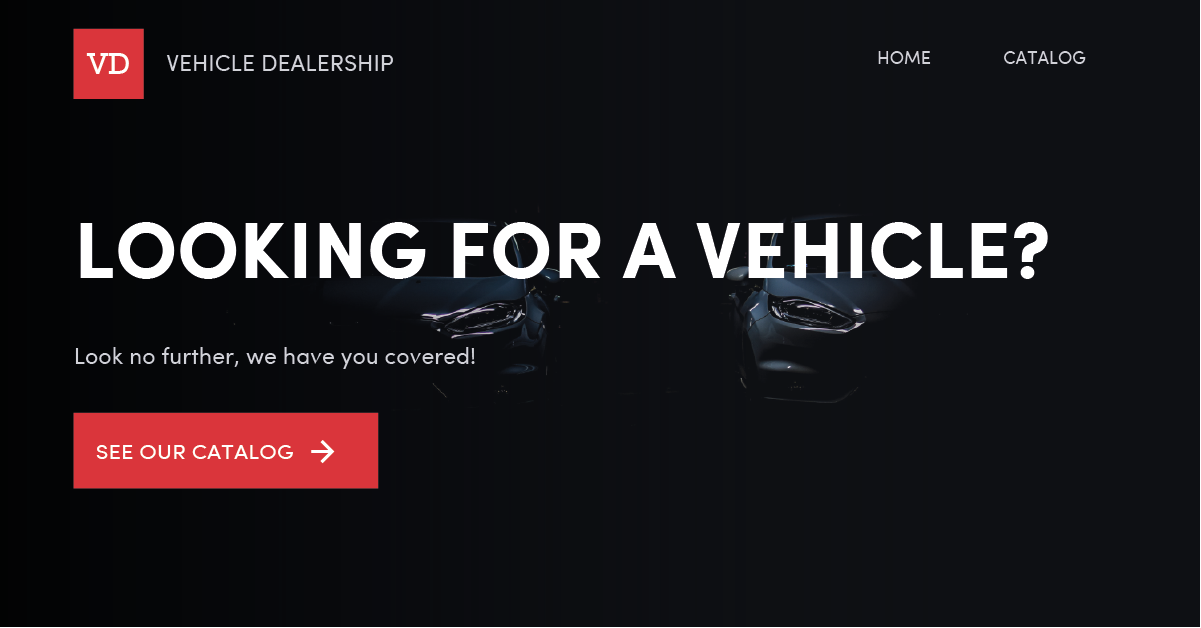 VD
VEHICLE DEALERSHIP
HOME
CATALOG
LOOKING FOR A VEHICLE?
Look no further, we have you covered!
SEE OUR CATALOG